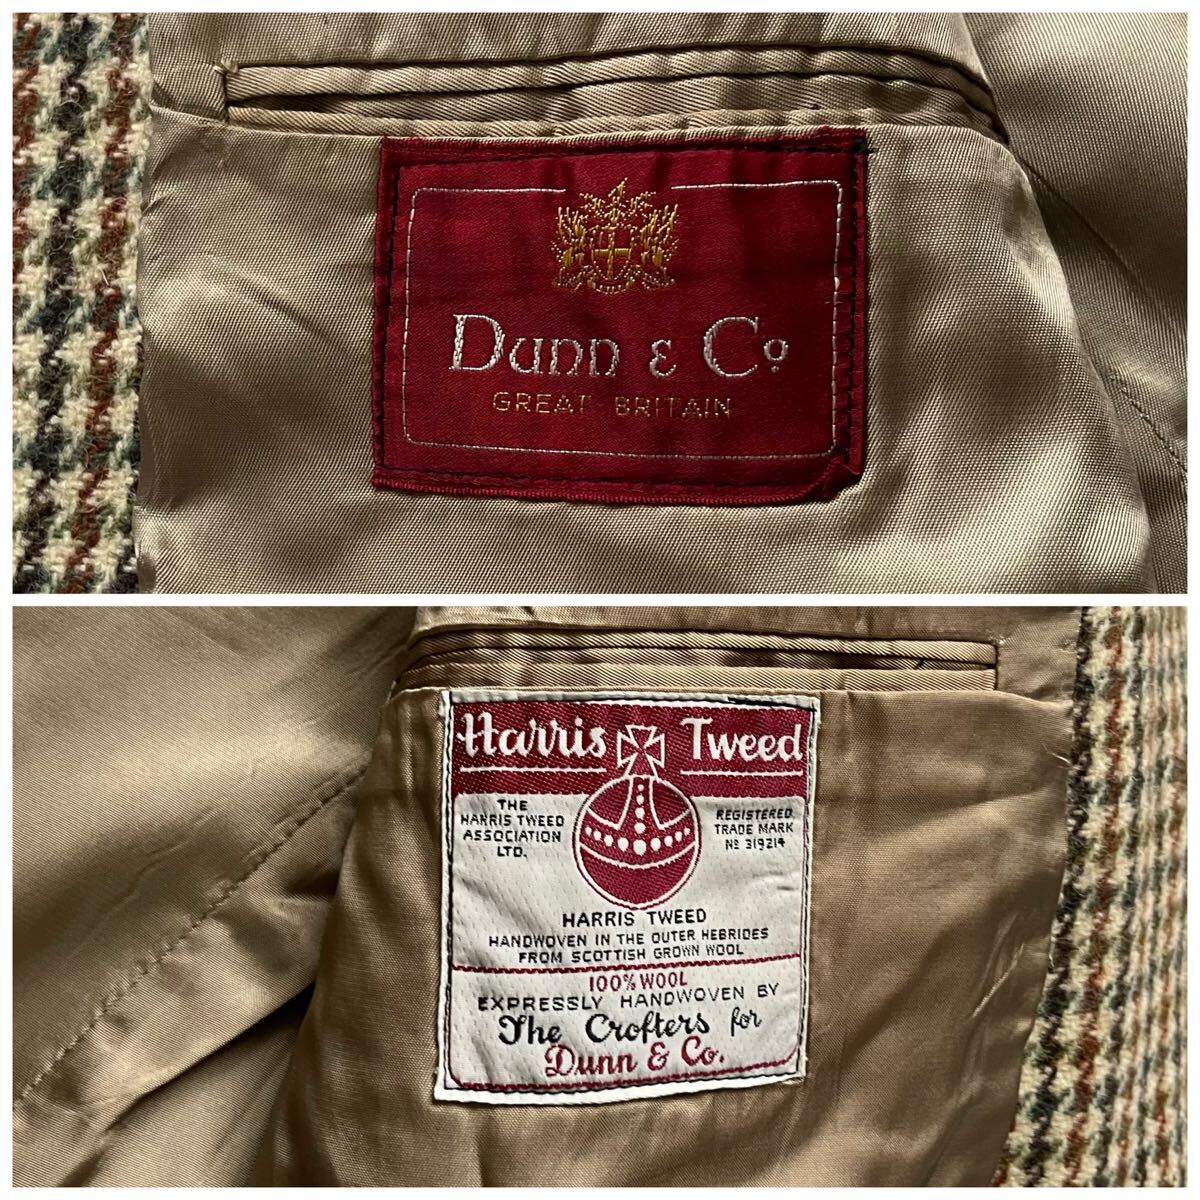 Dunn & Co
GREAT BRITAIN
Harris Tweed
THE
HARRIS TWEED
ASSOCIATION
LTD.
REGISTERED
TRADE MARK
No 319214
HARRIS TWEED
HANDWOVEN IN THE OUTER HEBRIDES
FROM SCOTTISH GROWN WOOL
100% WOOL
EXPRESSLY HANDWOVEN BY
The Crofters for
Dunn & Co.